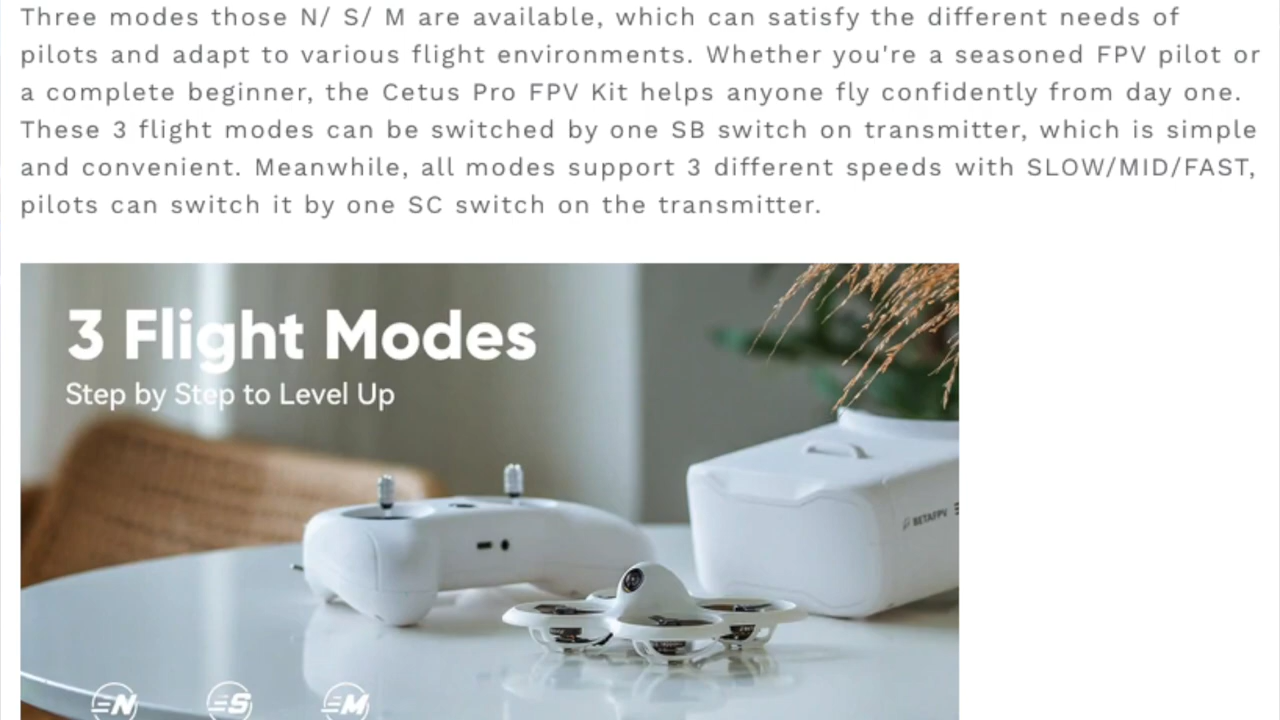 Three modes those N/ S/ M are available, which can satisfy the different needs of
pilots and adapt to various flight environments. Whether you're a seasoned FPV pilot or
a complete beginner, the Cetus Pro FPV Kit helps anyone fly confidently from day one.
These 3 flight modes can be switched by one SB switch on transmitter, which is simple
and convenient. Meanwhile, all modes support 3 different speeds with SLOW/MID/FAST,
pilots can switch it by one SC switch on the transmitter.
3 Flight Modes
Step by Step to Level Up
BETAFPV
N S M